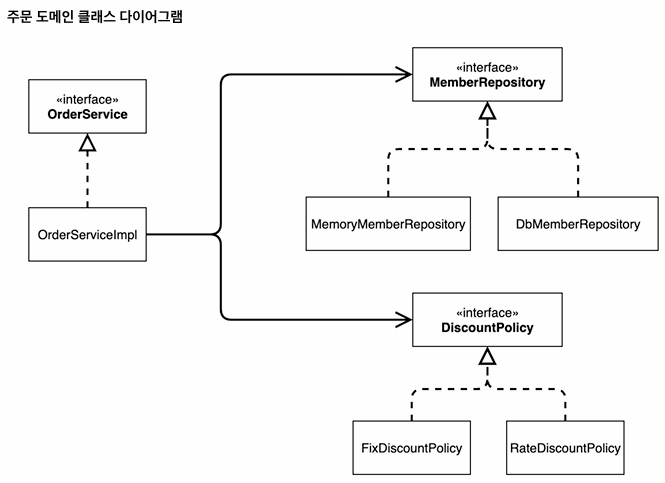 주문 도메인 클래스 다이어그램
«interface»
OrderService
OrderServiceImpl
«interface»
MemberRepository
MemoryMemberRepository
DbMemberRepository
«interface»
DiscountPolicy
FixDiscountPolicy
RateDiscountPolicy